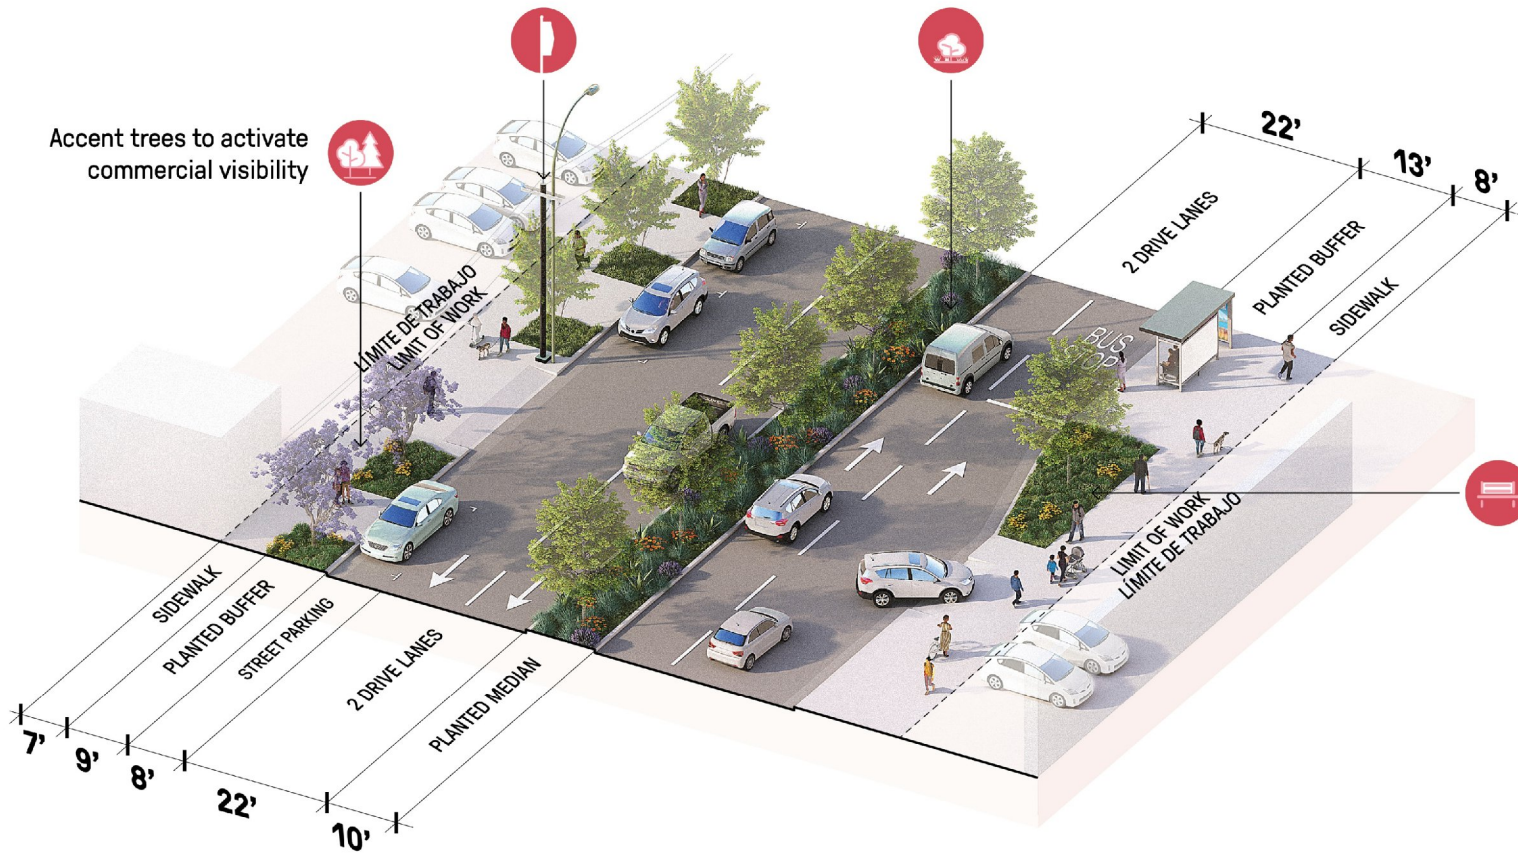 Accent trees to activate
commercial visibility
22’
13’
8’
2 DRIVE LANES
PLANTED BUFFER
SIDEWALK
LÍMITE DE TRABAJO
LIMIT OF WORK
BUS
STOP
LIMIT OF WORK
LÍMITE DE TRABAJO
SIDEWALK
PLANTED BUFFER
STREET PARKING
2 DRIVE LANES
PLANTED MEDIAN
7’
9’
8’
22’
10’